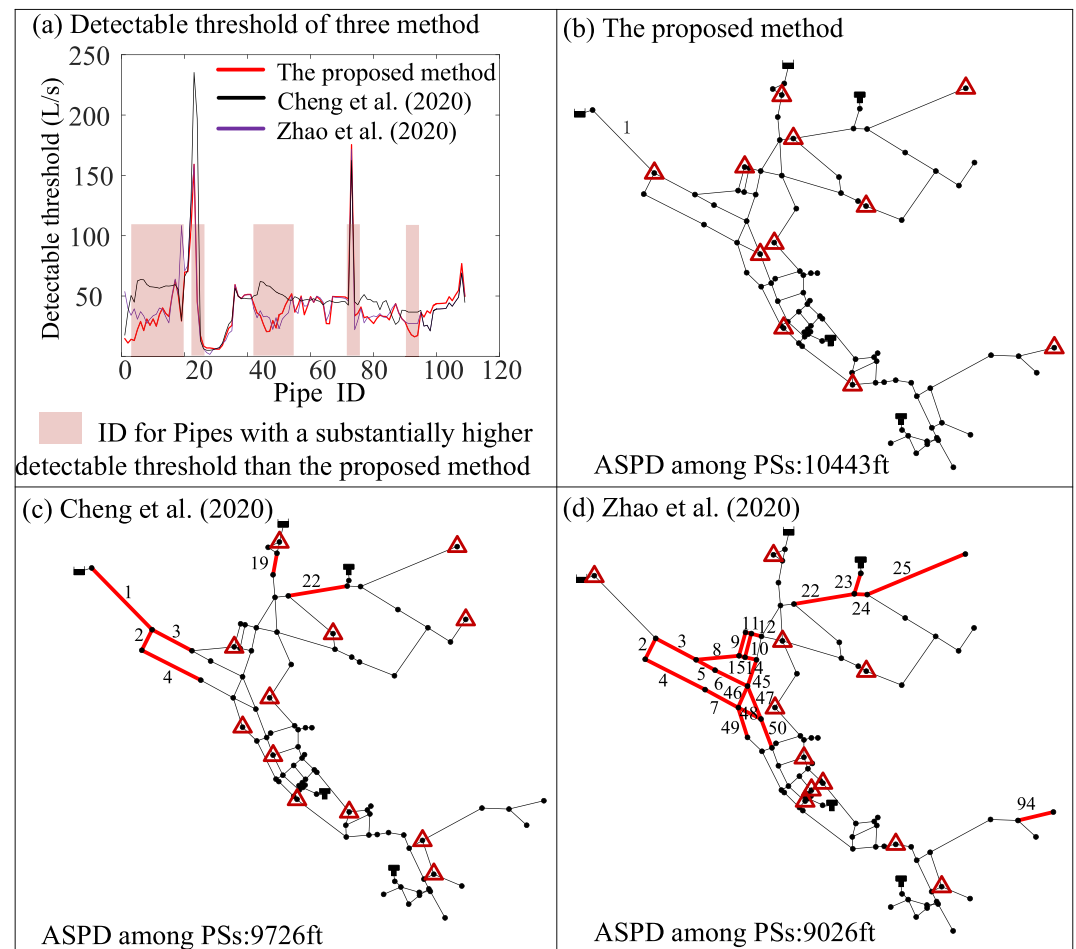 (a) Detectable threshold of three method
250
200
150
100
50
Detectable threshold (L/s)
The proposed method
Cheng et al. (2020)
Zhao et al. (2020)
0 20 40 60 80 100 120
Pipe ID
ID for Pipes with a substantially higher
detectable threshold than the proposed method
(b) The proposed method
1
ASPD among PSs:10443ft
(c) Cheng et al. (2020)
19
22
1
2
3
4
ASPD among PSs:9726ft
(d) Zhao et al. (2020)
25
23
22
24
11
12
2
3
9
8
10
15
14
5
4
6
45
46
47
7
48
49
50
94
ASPD among PSs:9026ft